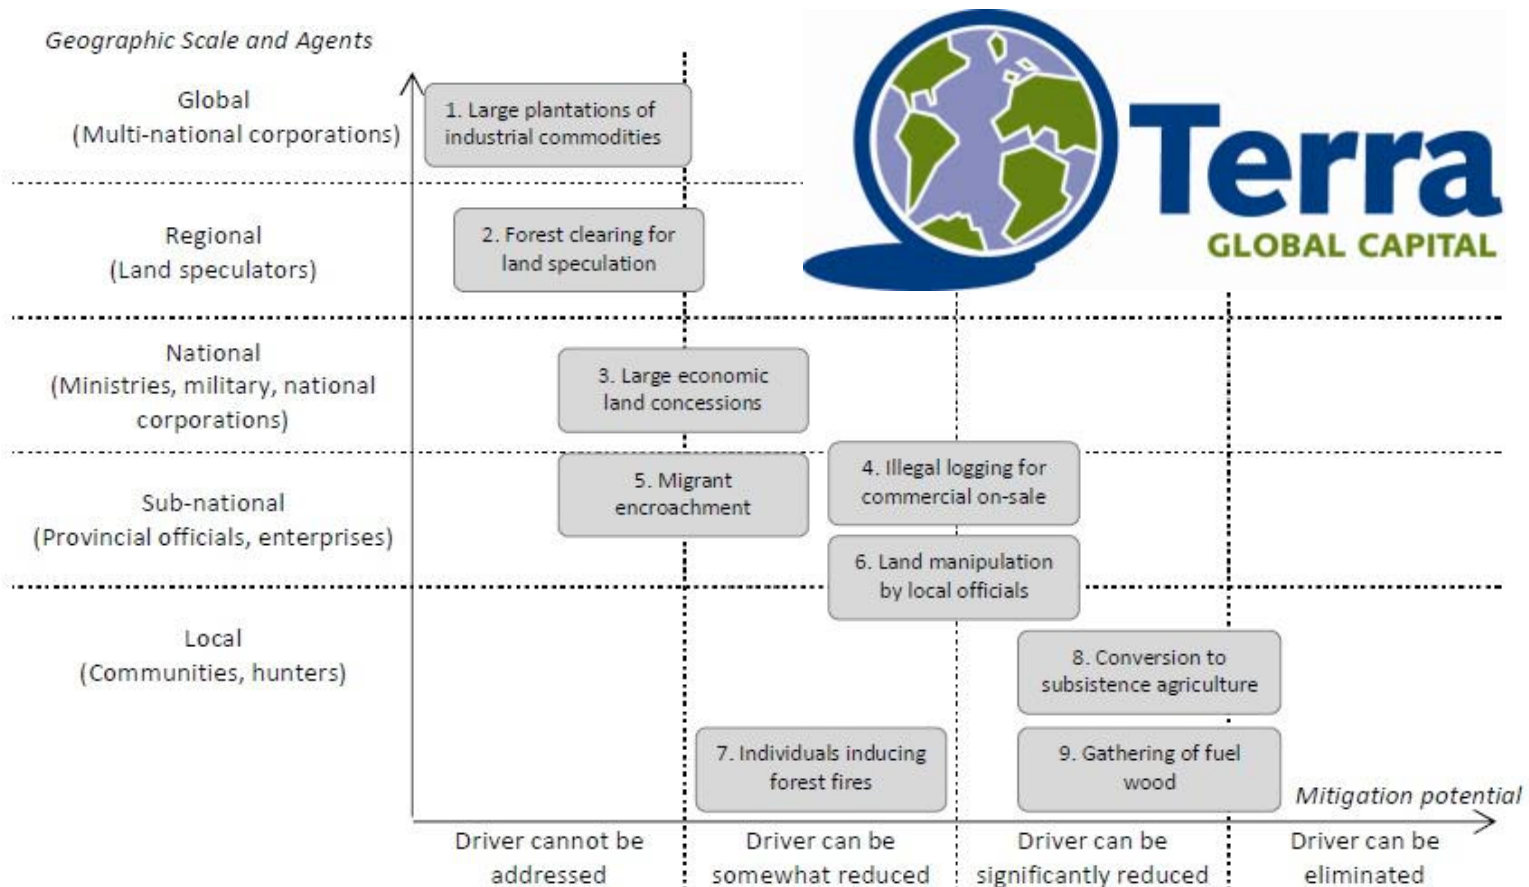 Geographic Scale and Agents
Global
(Multi-national corporations)
1. Large plantations of
industrial commodities
Terra
GLOBAL CAPITAL
Regional
(Land speculators)
2. Forest clearing for
land speculation
National
(Ministries, military, national
corporations)
3. Large economic
land concessions
Sub-national
(Provincial officials, enterprises)
5. Migrant
encroachment
4. Illegal logging for
commercial on-sale
6. Land manipulation
by local officials
Local
(Communities, hunters)
8. Conversion to
subsistence agriculture
7. Individuals inducing
forest fires
9. Gathering of fuel
wood
Mitigation potential
Driver cannot be
addressed
Driver can be
somewhat reduced
Driver can be
significantly reduced
Driver can be
eliminated